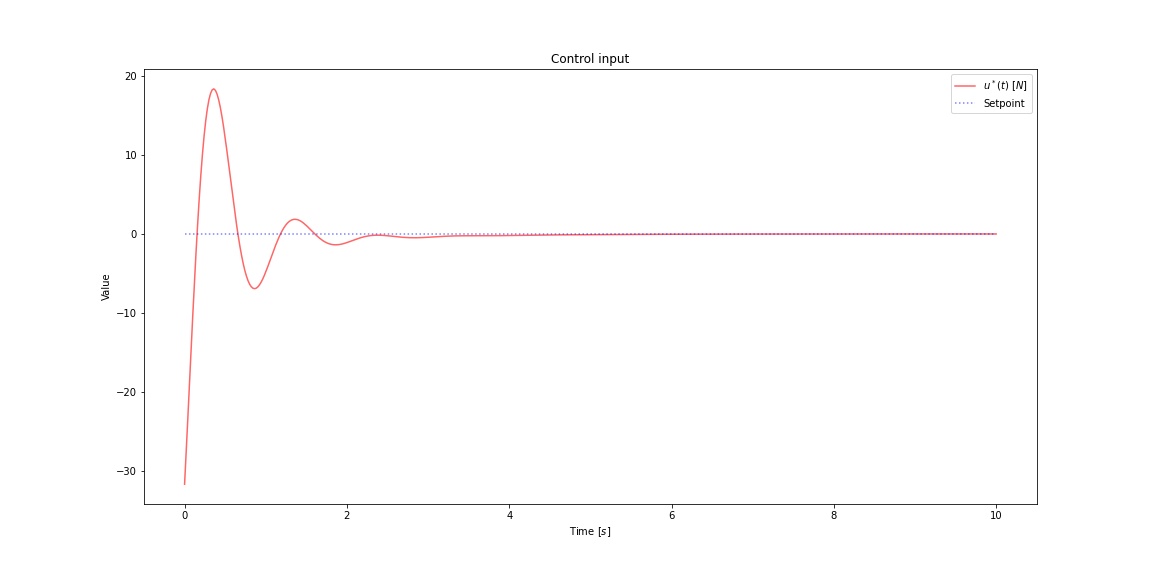 Control input
u*(t) [N]
Setpoint
Value
20
10
0
−10
−20
−30
0 2 4 6 8 10
Time [s]